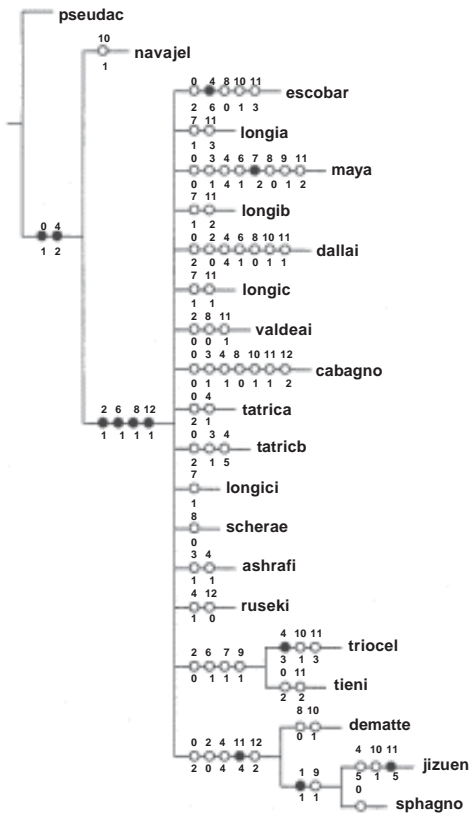 pseudac
10
navajel
1
0 4 8 10 11
escobar
2 6 0 1 3
7 11
longia
1 3
0 3 4 6 7 8 9 11
maya
0 1 4 1 2 0 1 2
7 11
longib
1 2
0 4
1 2
0 2 4 6 8 10 11
dallai
2 0 4 1 0 1 1
7 11
longic
1 1
2 8 11
valdeai
0 0 1
0 3 4 8 10 11 12
cabagno
0 1 1 0 1 1 2
2 6 8 12
1 1 1 1
0 4
tatrica
2 1
0 3 4
tatricb
2 1 5
7
longici
1
8
scherae
0
3 4
ashrafi
1 1
4 12
ruseki
1 0
4 10 11
triocel
3 1 3
2 6 7 9
0 1 1 1
0 11
tieni
2 2
8 10
dematte
0 1
0 2 4 11 12
2 0 4 4 2
4 10 11
jizuen
5 1 5
1 9
1 1
0
sphagno